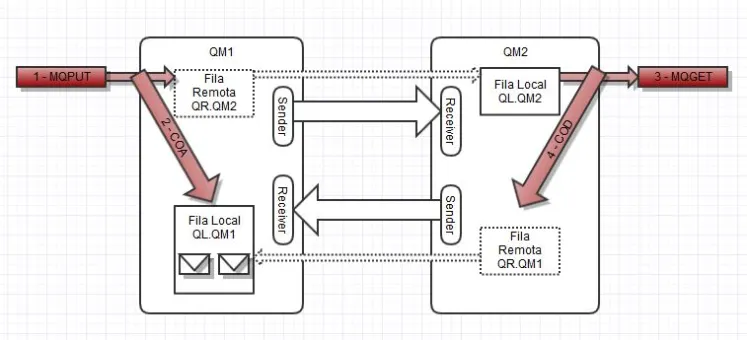 QM1
QM2
1 - MQPUT
Fila
Remota
QR.QM2
Fila Local
QL.QM2
3 - MQGET
2 - COA
Sender
Receiver
4 - COD
Receiver
Sender
Fila Local
QL.QM1
Fila
Remota
QR.QM1